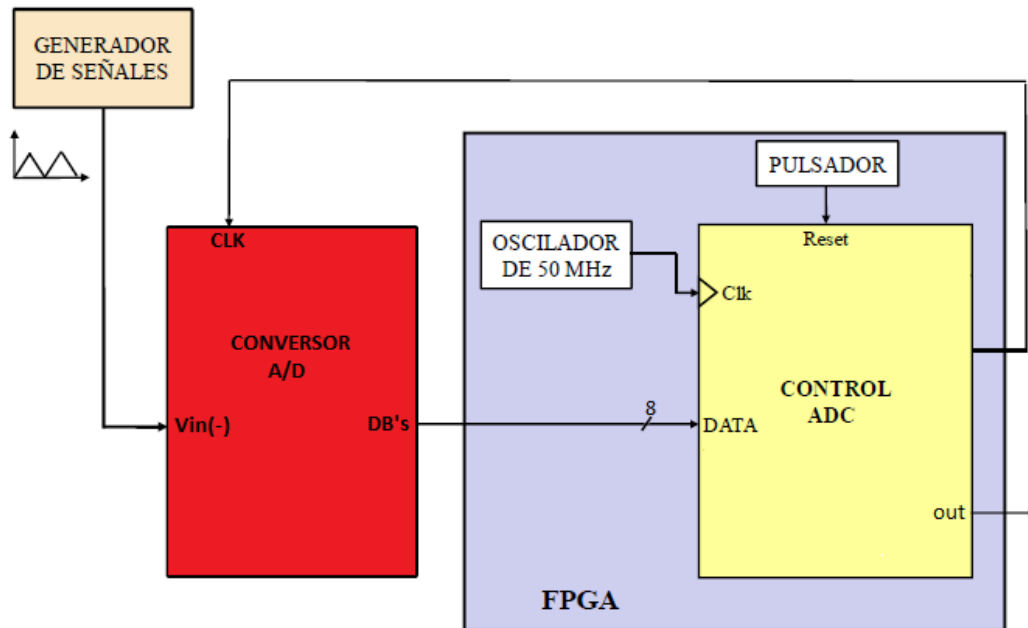 GENERADOR
DE SEÑALES
PULSADOR
CLK
OSCILADOR
DE 50 MHz
Reset
Clk
CONVERSOR
A/D
CONTROL
ADC
Vin(-)
DB's
8
DATA
out
FPGA